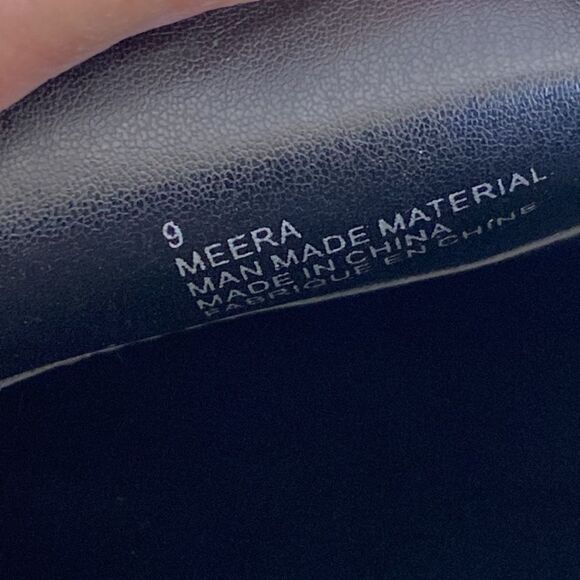 9
MEERA
MAN MADE MATERIAL
MADE IN CHINA
FABRIQUE EN CHINE